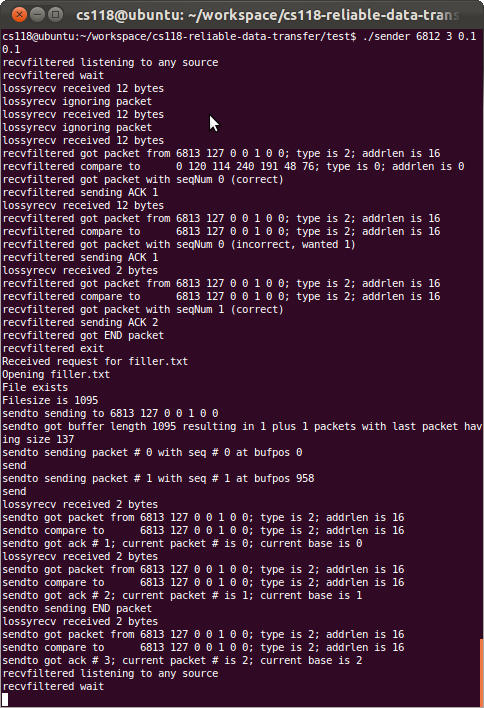 cs118@ubuntu: ~/workspace/cs118-reliable-data-trans
cs118@ubuntu:~/workspace/cs118-reliable-data-transfer/test$ ./sender 6812 3 0.1
0.1
recvfiltered listening to any source
recvfiltered wait
lossyrecv received 12 bytes
lossyrecv ignoring packet
lossyrecv received 12 bytes
lossyrecv ignoring packet
lossyrecv received 12 bytes
recvfiltered got packet from 6813 127 0 0 1 0 0; type is 2; addrlen is 16
recvfiltered compare to      0 120 114 240 191 48 76; type is 0; addrlen is 0
recvfiltered got packet with seqNum 0 (correct)
recvfiltered sending ACK 1
lossyrecv received 12 bytes
recvfiltered got packet from 6813 127 0 0 1 0 0; type is 2; addrlen is 16
recvfiltered compare to      6813 127 0 0 1 0 0; type is 2; addrlen is 16
recvfiltered got packet with seqNum 0 (incorrect, wanted 1)
recvfiltered sending ACK 1
lossyrecv received 2 bytes
recvfiltered got packet from 6813 127 0 0 1 0 0; type is 2; addrlen is 16
recvfiltered compare to      6813 127 0 0 1 0 0; type is 2; addrlen is 16
recvfiltered got packet with seqNum 1 (correct)
recvfiltered sending ACK 2
recvfiltered got END packet
recvfiltered exit
Received request for filler.txt
Opening filler.txt
File exists
Filesize is 1095
sendto sending to 6813 127 0 0 1 0 0
sendto got buffer length 1095 resulting in 1 plus 1 packets with last packet hav
ing size 137
sendto sending packet # 0 with seq # 0 at bufpos 0
send
sendto sending packet # 1 with seq # 1 at bufpos 958
send
lossyrecv received 2 bytes
sendto got packet from 6813 127 0 0 1 0 0; type is 2; addrlen is 16
sendto compare to      6813 127 0 0 1 0 0; type is 2; addrlen is 16
sendto got ack # 1; current packet # is 0; current base is 0
lossyrecv received 2 bytes
sendto got packet from 6813 127 0 0 1 0 0; type is 2; addrlen is 16
sendto compare to      6813 127 0 0 1 0 0; type is 2; addrlen is 16
sendto got ack # 2; current packet # is 1; current base is 1
sendto sending END packet
lossyrecv received 2 bytes
sendto got packet from 6813 127 0 0 1 0 0; type is 2; addrlen is 16
sendto compare to      6813 127 0 0 1 0 0; type is 2; addrlen is 16
sendto got ack # 3; current packet # is 2; current base is 2
recvfiltered listening to any source
recvfiltered wait